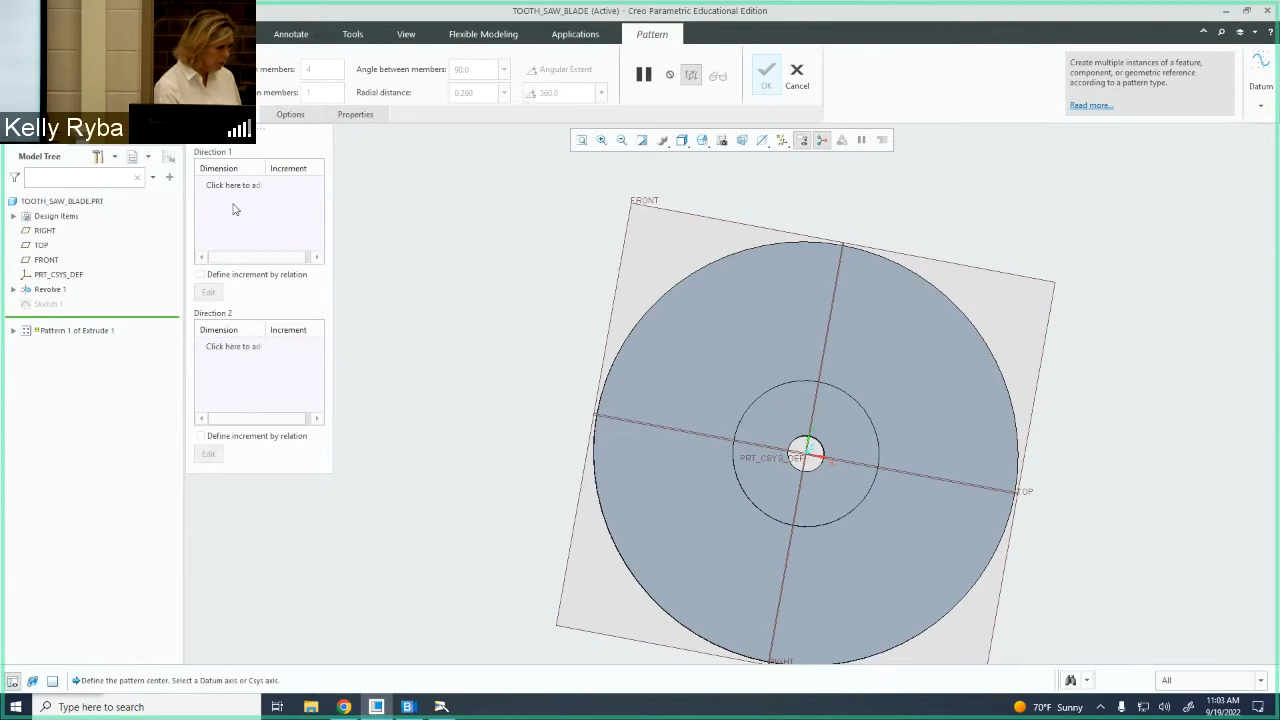 TOOTH_SAW_BLADE (Active) - Creo Parametric Educational Edition
Annotate Tools View Flexible Modeling Applications Pattern
members: 4 Angle between members: 90.0 Angular Extent
members: 1 Radial distance: 0.260 360.0
OK Cancel
Create multiple instances of a feature,
component, or geometric reference
according to a pattern type.
Read more...
Datum
Options Properties
Kelly Ryba
Model Tree
TOOTH_SAW_BLADE.PRT
Design Items
RIGHT
TOP
FRONT
PRT_CSYS_DEF
Revolve 1
Sketch 1
Pattern 1 of Extrude 1
Direction 1
Dimension Increment
Click here to ad
Define increment by relation
Edit
Direction 2
Dimension Increment
Click here to ad
Define increment by relation
Edit
FRONT
PRT_CSYS_DEF
TOP
RIGHT
Define the pattern center. Select a Datum axis or Csys axis.
All
Type here to search
70°F Sunny
11:03 AM
9/19/2022